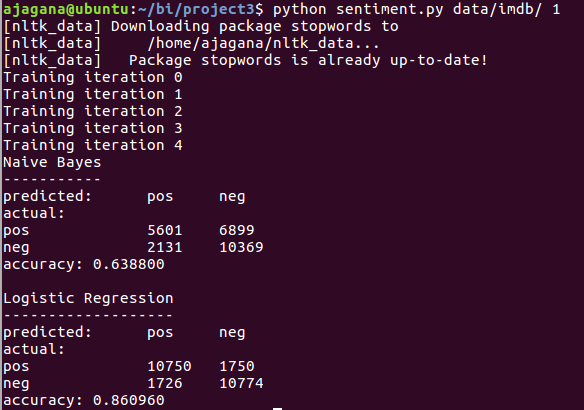 ajagana@ubuntu:~/bi/project3$ python sentiment.py data/imdb/ 1
[nltk_data] Downloading package stopwords to
[nltk_data]     /home/ajagana/nltk_data...
[nltk_data]   Package stopwords is already up-to-date!
Training iteration 0
Training iteration 1
Training iteration 2
Training iteration 3
Training iteration 4
Naive Bayes
-----------
predicted:      pos     neg
actual:
pos             5601    6899
neg             2131    10369
accuracy: 0.638800

Logistic Regression
-------------------
predicted:      pos     neg
actual:
pos             10750   1750
neg             1726    10774
accuracy: 0.860960